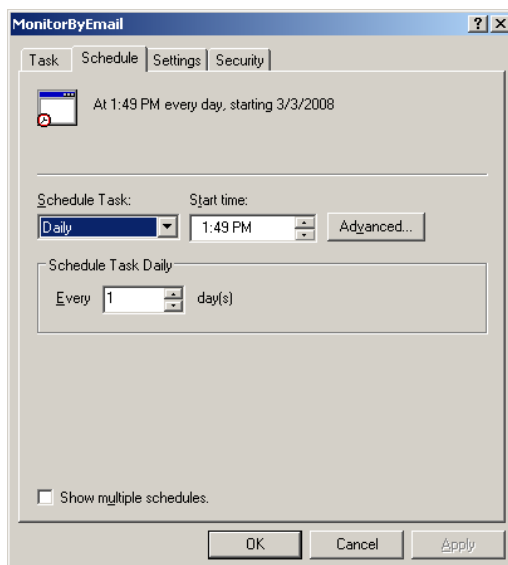 MonitorByEmail
Task Schedule Settings Security
At 1:49 PM every day, starting 3/3/2008
Schedule Task: Start time:
Daily 1:49 PM Advanced...
Schedule Task Daily
Every 1 day(s)
Show multiple schedules.
OK Cancel Apply